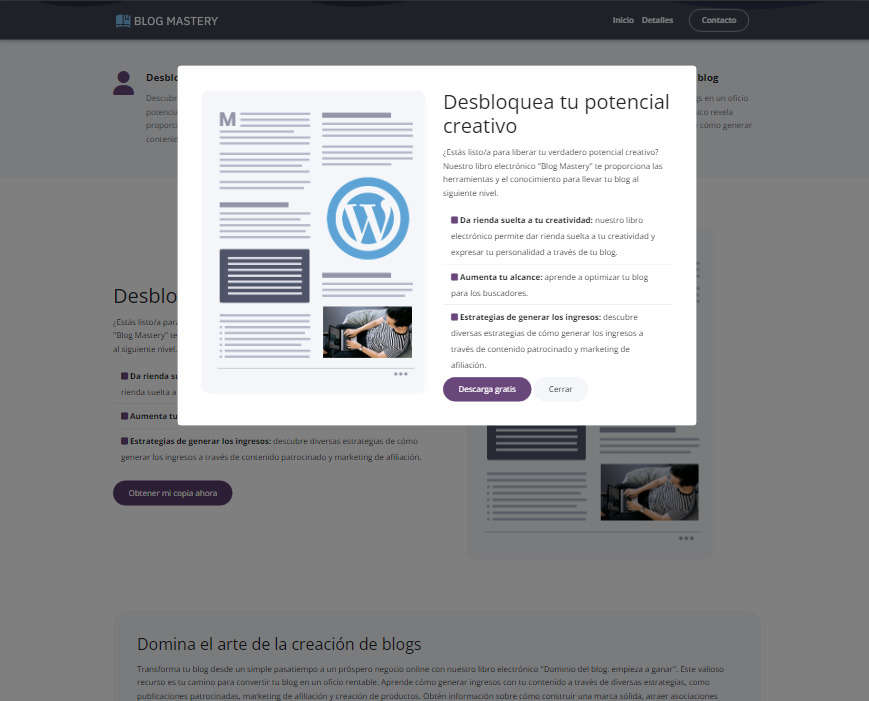 BLOG MASTERY
Inicio Detalles Contacto
Desblo
blog
Descubr
gs en un oficio
potencia
nico revela
proporci
cómo generar
contenic
M
W
Desbloquea tu potencial
creativo
¿Estás listo/a para liberar tu verdadero potencial creativo?
Nuestro libro electrónico "Blog Mastery" te proporciona las
herramientas y el conocimiento para llevar tu blog al
siguiente nivel.
Da rienda suelta a tu creatividad: nuestro libro
electrónico permite dar rienda suelta a tu creatividad y
expresar tu personalidad a través de tu blog.
Aumenta tu alcance: aprende a optimizar tu blog
para los buscadores.
Estrategias de generar los ingresos: descubre
diversas estrategias de cómo generar los ingresos a
través de contenido patrocinado y marketing de
afiliación.
Descarga gratis Cerrar
Desblo
¿Estás listo/a para
"Blog Mastery" te
al siguiente nivel.
Da rienda su
rienda suelta a
Aumenta tu
Estrategias de generar los ingresos: descubre diversas estrategias de cómo
generar los ingresos a través de contenido patrocinado y marketing de afiliación.
Obtener mi copia ahora
Domina el arte de la creación de blogs
Transforma tu blog desde un simple pasatiempo a un próspero negocio online con nuestro libro electrónico "Dominio del blog: empieza a ganar". Este valioso
recurso es tu camino para convertir tu blog en un oficio rentable. Aprende cómo generar ingresos con tu contenido a través de diversas estrategias, como
publicaciones patrocinadas, marketing de afiliación y creación de productos. Obtén información sobre cómo construir una marca sólida, atraer asociaciones